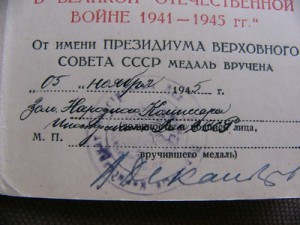 В ВЕЛИКОЙ ОТЕЧЕСТВЕННОЙ
ВОЙНЕ 1941—1945 гг."
От имени ПРЕЗИДИУМА ВЕРХОВНОГО
СОВЕТА СССР МЕДАЛЬ ВРУЧЕНА
"05" ноября 1945 г.
Зам. Народного Комиссара
лица,
М. П.
вручившего медаль)